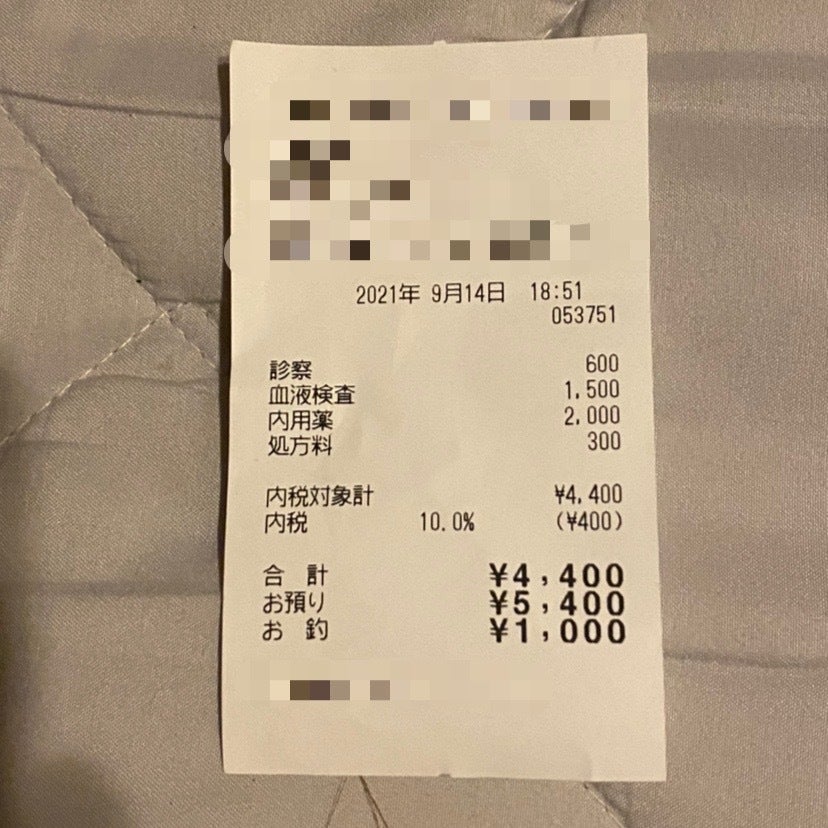 2021年 9月14日 18:51
053751
診察 600
血液検査 1,500
内用薬 2,000
処方料 300
内税対象計 ¥4,400
内税 10.0% (¥400)
合 計 ¥4,400
お預り ¥5,400
お 釣 ¥1,000